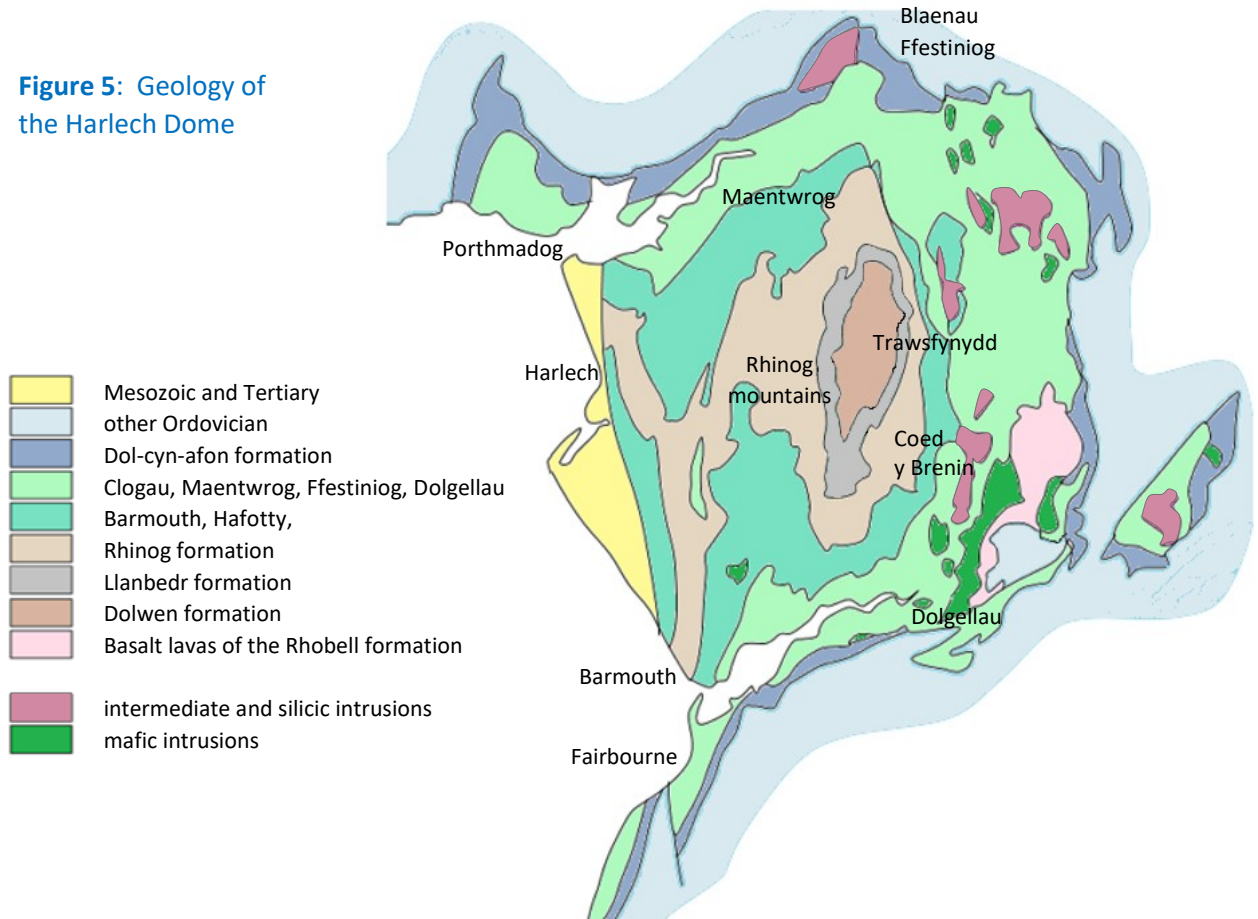 Figure 5: Geology of
the Harlech Dome
Blaenau
Ffestiniog
Maentwrog
Porthmadog
Harlech
Rhinog
mountains
Trawsfynydd
Coed
y Brenin
Dolgellau
Barmouth
Fairbourne
Mesozoic and Tertiary
other Ordovician
Dol-cyn-afon formation
Clogau, Maentwrog, Ffestiniog, Dolgellau
Barmouth, Hafotty,
Rhinog formation
Llanbedr formation
Dolwen formation
Basalt lavas of the Rhobell formation
intermediate and silicic intrusions
mafic intrusions